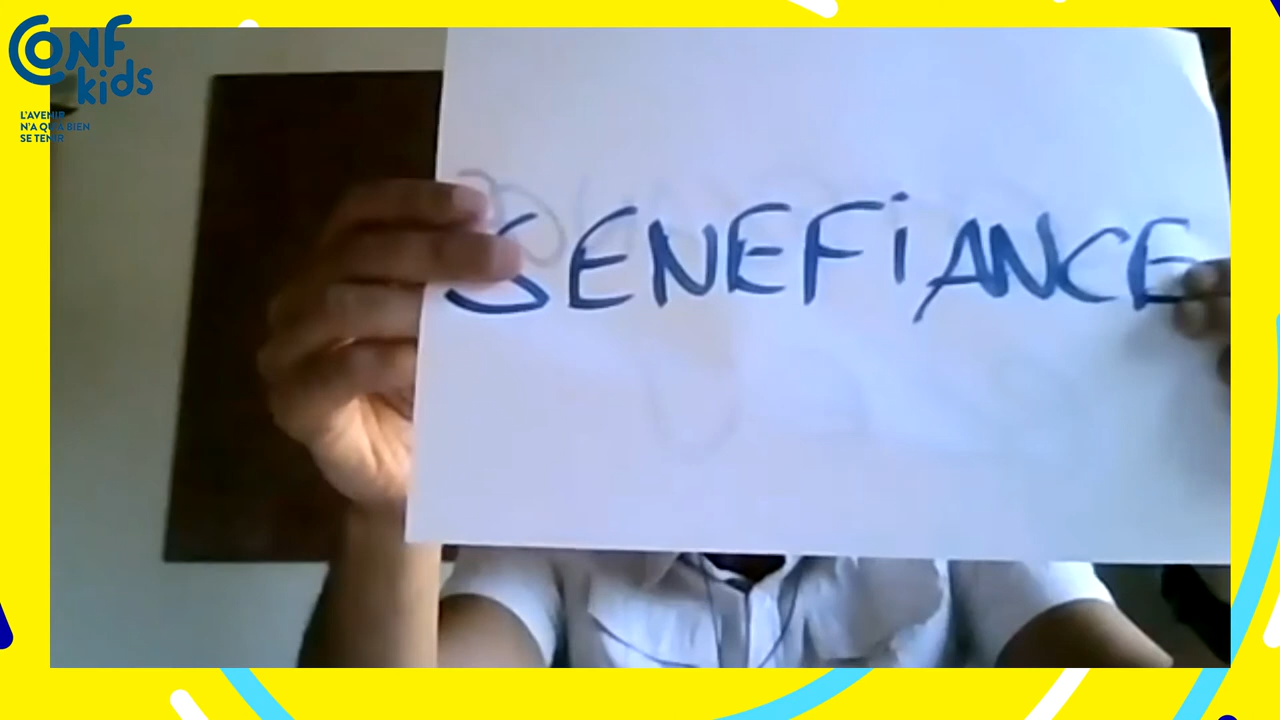 CONF
kids
L'AVENIR
N'A QU'À BIEN
SE TENIR
SENEFiANCE